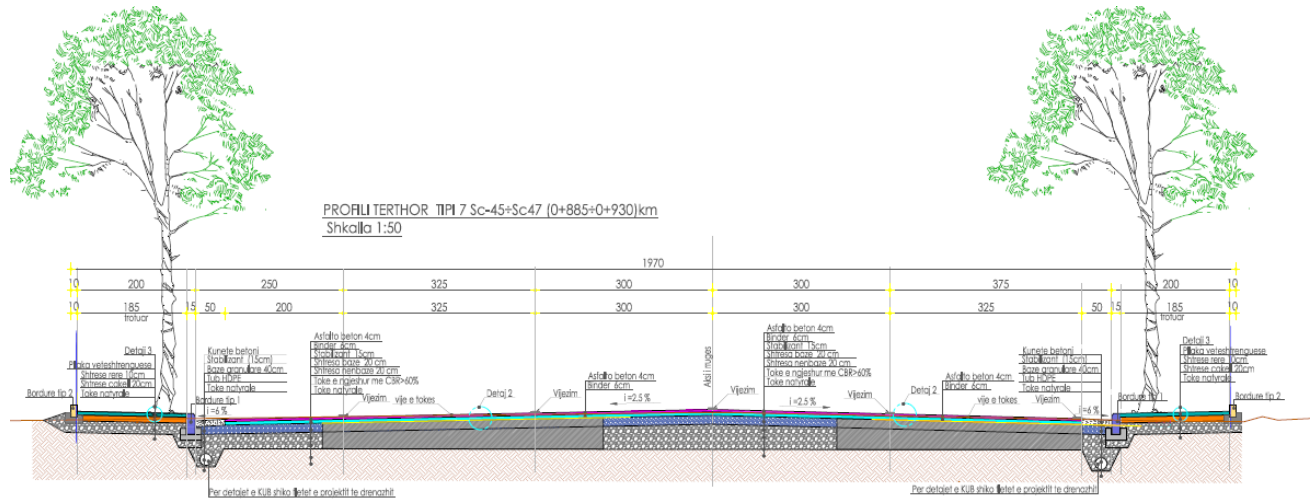 PROFILI TERTHOR TIPI 7 Sc-45÷Sc47 (0+885÷0+930)km
Shkalla 1:50
1970
10 200 250 325 300 300 375 200 10
10 185 15 50 200 325 300 300 325 50 15 185 10
trotuar
trotuar
Detaji 3
Pllaka veteshtrenguese
Shtrese rere 10cm
Shtrese cakell 20cm
Toke natyrale
Bordure tip 2
Kunete betoni
Stabilizant (15cm)
Baze granullare 40cm
Tub HDPE
Toke natyrale
Bordure tip 1
i=6 %
Asfalto beton 4cm
Binder 6cm
Stabilizant 15cm
Shtresa baze 20 cm
Shtresa nenbaze 20 cm
Toke e ngjeshur me CBR>60%
Toke natyrale
Vijezim
vije e tokes
Detaj 2
Vijezim
Asfalto beton 4cm
Binder 6cm
i=2.5 %
Aksi i rruges
Vijezim
Asfalto beton 4cm
Binder 6cm
Stabilizant 15cm
Shtresa baze 20 cm
Shtresa nenbaze 20 cm
Toke e ngjeshur me CBR>60%
Toke natyrale
i=2.5 %
Vijezim
Detaj 2
Asfalto beton 4cm
Binder 6cm
vije e tokes
Vijezim
Kunete betoni
Stabilizant (15cm)
Baze granullare 40cm
Tub HDPE
Toke natyrale
i=6 %
Bordure tip 1
Detaji 3
Pllaka veteshtrenguese
Shtrese rere 10cm
Shtrese cakell 20cm
Toke natyrale
Bordure tip 2
Per detajet e KUB shiko fletet e projektit te drenazhit
Per detajet e KUB shiko fletet e projektit te drenazhit